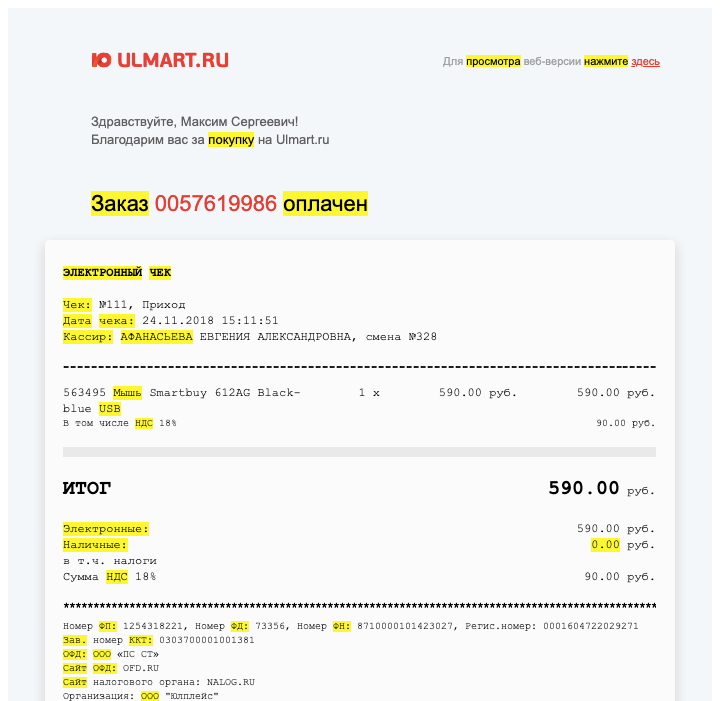 ULMART.RU
Для просмотра веб-версии нажмите здесь
Здравствуйте, Максим Сергеевич!
Благодарим вас за покупку на Ulmart.ru
Заказ 0057619986 оплачен
ЭЛЕКТРОННЫЙ ЧЕК
Чек: №111, Приход
Дата чека: 24.11.2018 15:11:51
Кассир: АФАНАСЬЕВА ЕВГЕНИЯ АЛЕКСАНДРОВНА, смена №328
563495 Мышь Smartbuy 612AG Black- 1 x 590.00 руб. 590.00 руб.
blue USB
В том числе НДС 18% 90.00 руб.
ИТОГ 590.00 руб.
Электронные: 590.00 руб.
Наличные: 0.00 руб.
в т.ч. налоги
Сумма НДС 18% 90.00 руб.
Номер ФП: 1254318221, Номер ФД: 73356, Номер ФН: 8710000101423027, Регис.номер: 0001604722029271
Зав. номер ККТ: 0303700001001381
ОФД: ООО «ПС СТ»
Сайт ОФД: OFD.RU
Сайт налогового органа: NALOG.RU
Организация: ООО "Юлплейс"